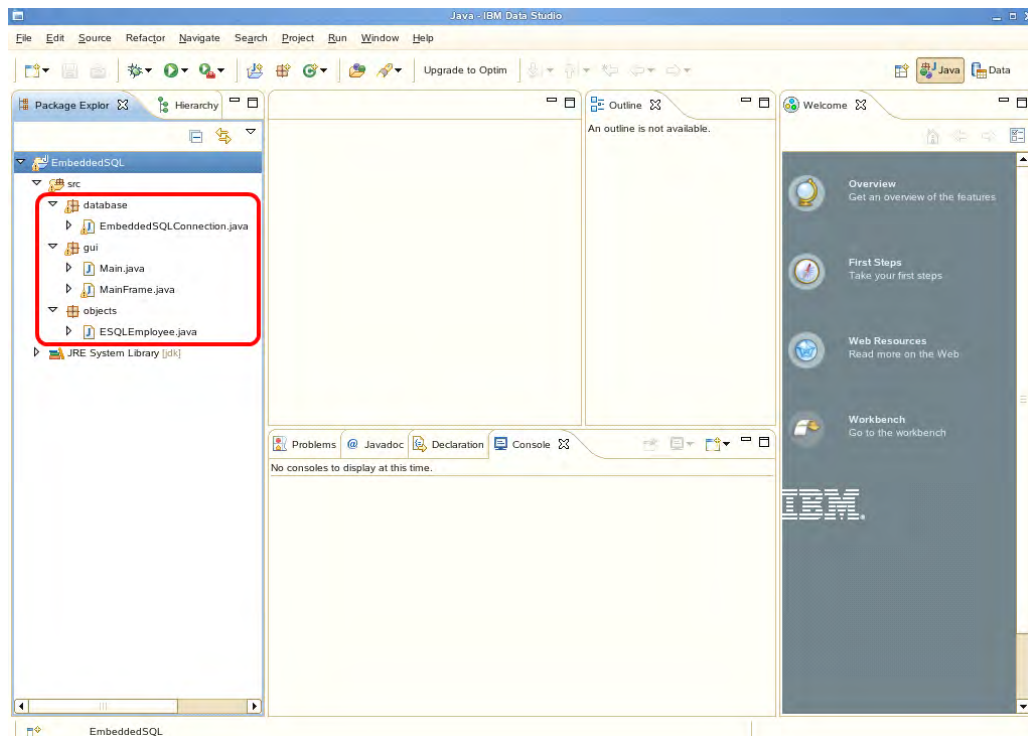 Java - IBM Data Studio
File Edit Source Refactor Navigate Search Project Run Window Help
Upgrade to Optim
Java
Data
Package Explor
Hierarchy
Outline
Welcome
An outline is not available.
EmbeddedSQL
src
database
EmbeddedSQLConnection.java
gui
Main.java
MainFrame.java
objects
ESQLEmployee.java
JRE System Library [jdk]
Overview
Get an overview of the features
First Steps
Take your first steps
Web Resources
Read more on the Web
Workbench
Go to the workbench
IBM.
Problems @ Javadoc Declaration Console
No consoles to display at this time.
EmbeddedSQL